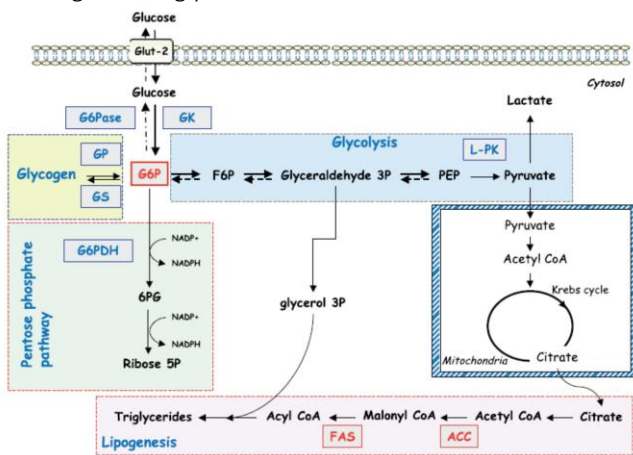 Glucose
Glut-2
Cytosol
Glucose
Lactate
G6Pase
GK
Glycolysis
GP
L-PK
Glycogen
G6P
F6P
Glyceraldehyde 3P
PEP
Pyruvate
GS
Pentose phosphate
pathway
G6PDH
NADP+
NADPH
6PG
NADP+
NADPH
Ribose 5P
glycerol 3P
Pyruvate
Acetyl CoA
Krebs cycle
Mitochondria
Citrate
Triglycerides
Acyl CoA
Malonyl CoA
Acetyl CoA
Citrate
FAS
ACC
Lipogenesis